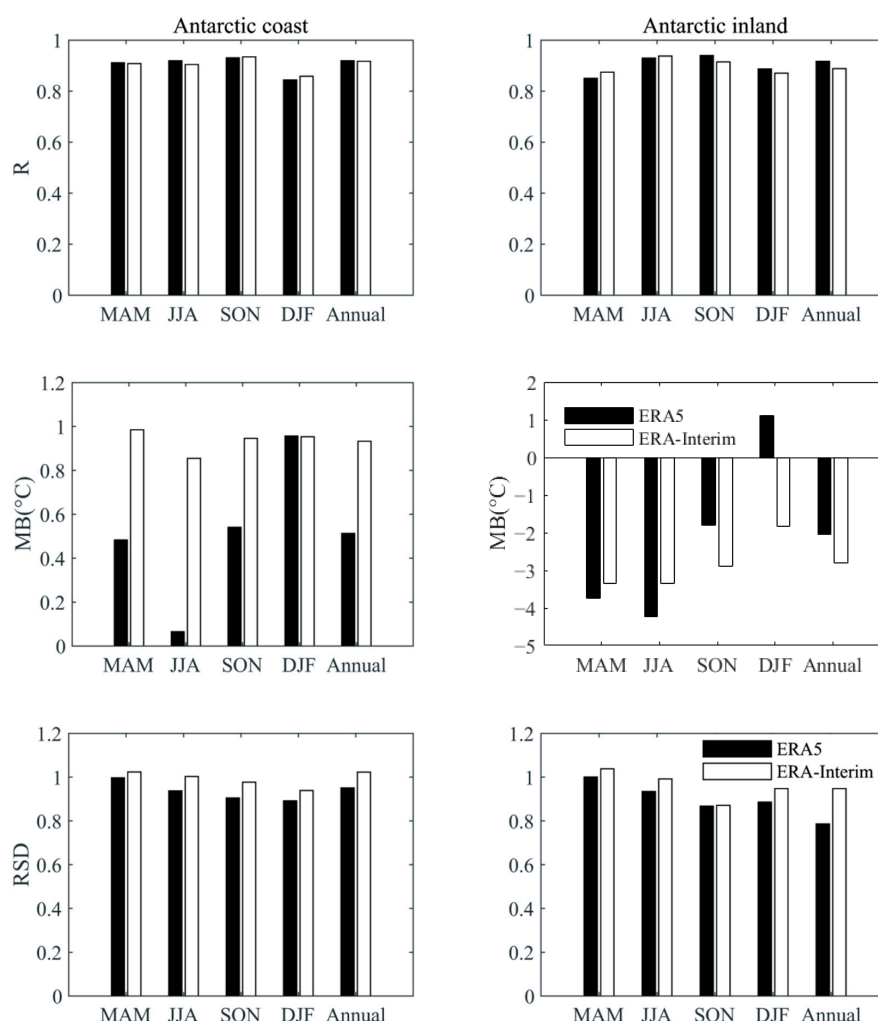 Antarctic coast
1
0.8
0.6
0.4
0.2
0
R
MAM JJA SON DJF Annual
Antarctic inland
1
0.8
0.6
0.4
0.2
0
MAM JJA SON DJF Annual
1.2
1
0.8
0.6
0.4
0.2
0
MB(°C)
MAM JJA SON DJF Annual
2
1
0
−1
−2
−3
−4
−5
MB(°C)
ERA5
ERA-Interim
MAM JJA SON DJF Annual
1.2
1
0.8
0.6
0.4
0.2
0
RSD
MAM JJA SON DJF Annual
1.2
1
0.8
0.6
0.4
0.2
0
ERA5
ERA-Interim
MAM JJA SON DJF Annual